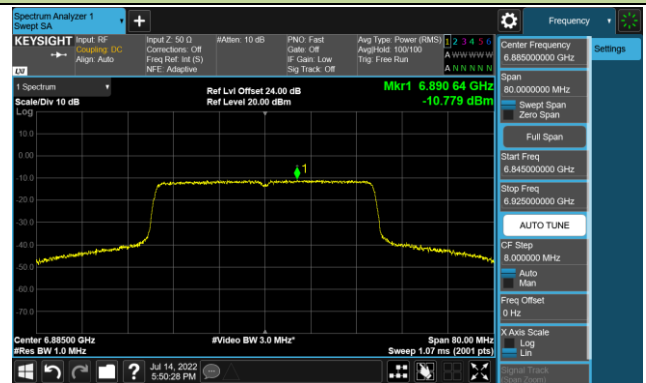 Spectrum Analyzer 1
Swept SA
Frequency
KEYSIGHT
Input: RF
Coupling: DC
Align: Auto
Input Z: 50 Ω
Corrections: Off
Freq Ref: Int (S)
NFE: Adaptive
#Atten: 10 dB
PNO: Fast
Gate: Off
IF Gain: Low
Sig Track: Off
Avg Type: Power (RMS)
Avg|Hold: 100/100
Trig: Free Run
1 2 3 4 5 6
A W W W W W
A N N N N N
LXI
1 Spectrum
Scale/Div 10 dB
Log
Ref Lvl Offset 24.00 dB
Ref Level 20.00 dBm
Mkr1 6.890 64 GHz
-10.779 dBm
10.0
0.00
-10.0
-20.0
-30.0
-40.0
-50.0
-60.0
-70.0
1
Center 6.88500 GHz
#Res BW 1.0 MHz
#Video BW 3.0 MHz*
Span 80.00 MHz
Sweep 1.07 ms (2001 pts)
Jul 14, 2022
5:50:28 PM
Center Frequency
6.885000000 GHz
Span
80.0000000 MHz
Swept Span
Zero Span
Full Span
Start Freq
6.845000000 GHz
Stop Freq
6.925000000 GHz
AUTO TUNE
CF Step
8.000000 MHz
Auto
Man
Freq Offset
0 Hz
X Axis Scale
Log
Lin
Signal Track
(Span Zoom)
Settings